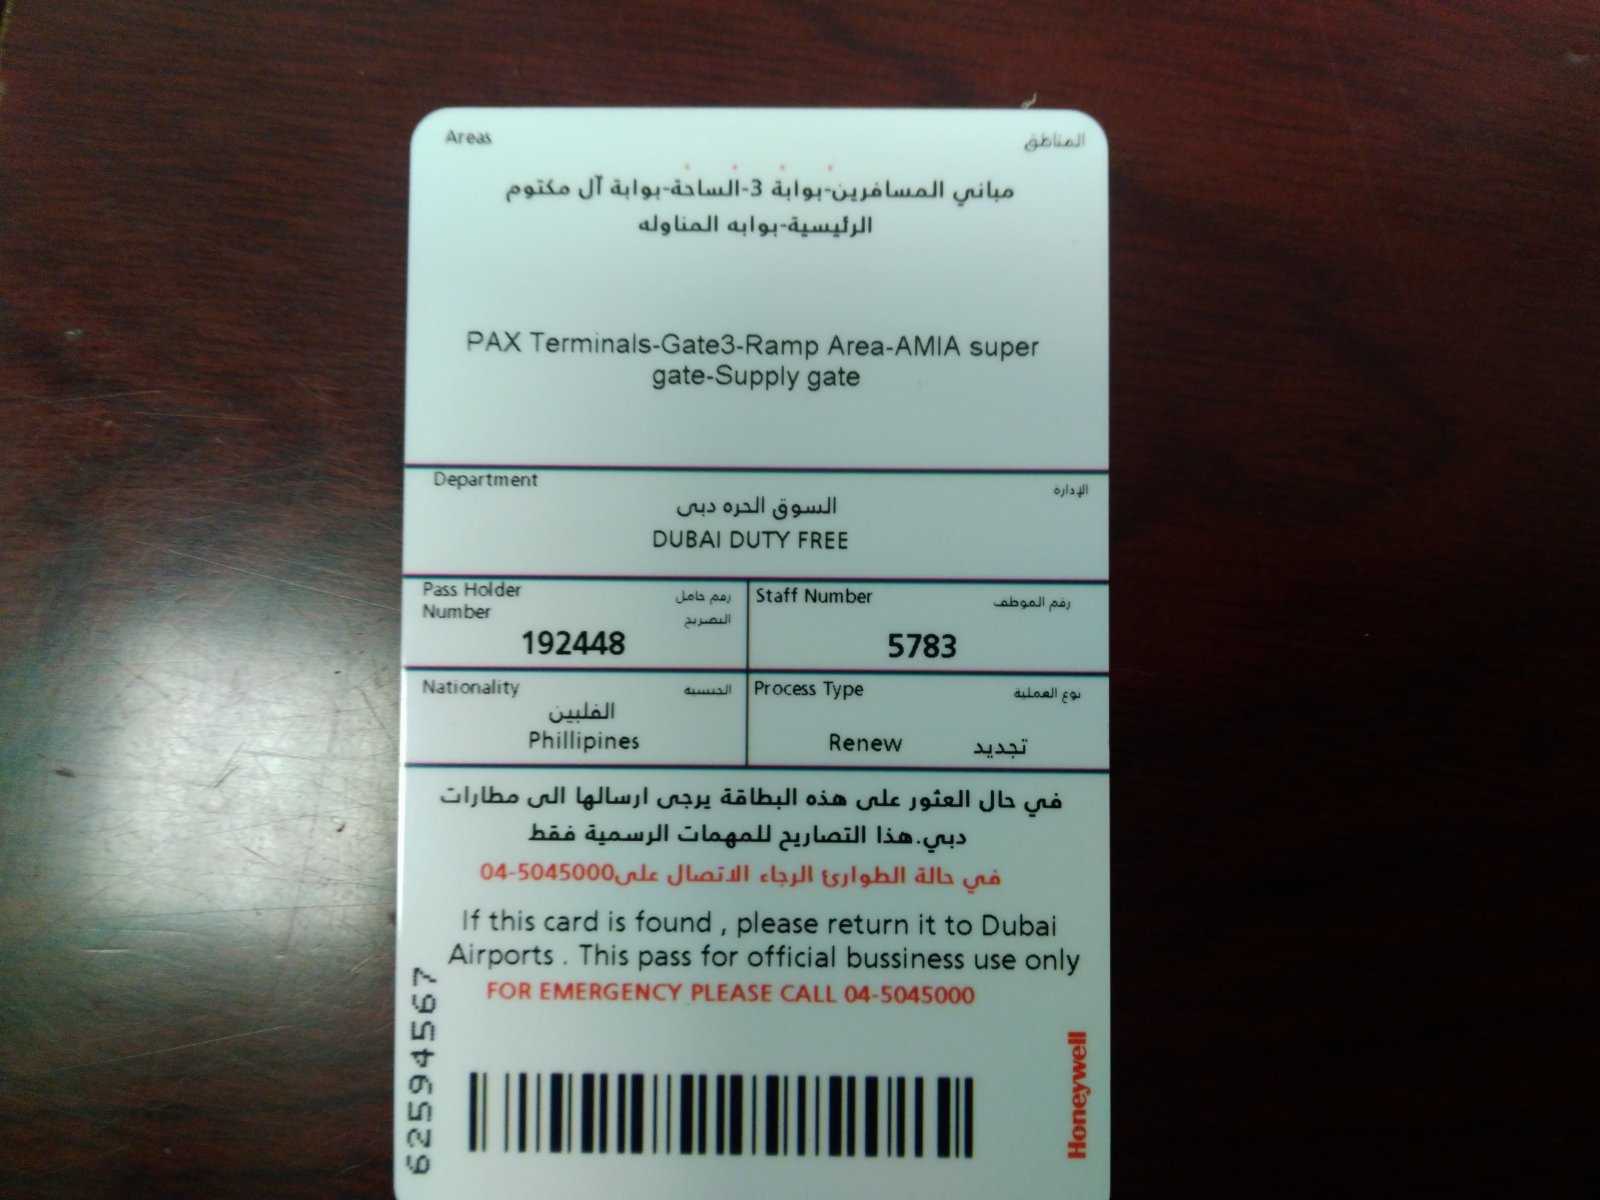 Areas المناطق
مباني المسافرين-بوابة 3-الساحة-بوابة آل مكتوم
الرئيسية-بوابه المناوله
PAX Terminals-Gate3-Ramp Area-AMIA super
gate-Supply gate
Department الإدارة
السوق الحره دبى
DUBAI DUTY FREE
Pass Holder رقم حامل
Number التصريح
192448
Staff Number رقم الموظف
5783
Nationality الجنسية
الفلبين
Phillipines
Process Type نوع العملية
Renew تجديد
في حال العثور على هذه البطاقة يرجى ارسالها الى مطارات
دبي.هذا التصاريح للمهمات الرسمية فقط
في حالة الطوارئ الرجاء الاتصال على04-5045000
If this card is found , please return it to Dubai
Airports . This pass for official bussiness use only
FOR EMERGENCY PLEASE CALL 04-5045000
62594567
Honeywell